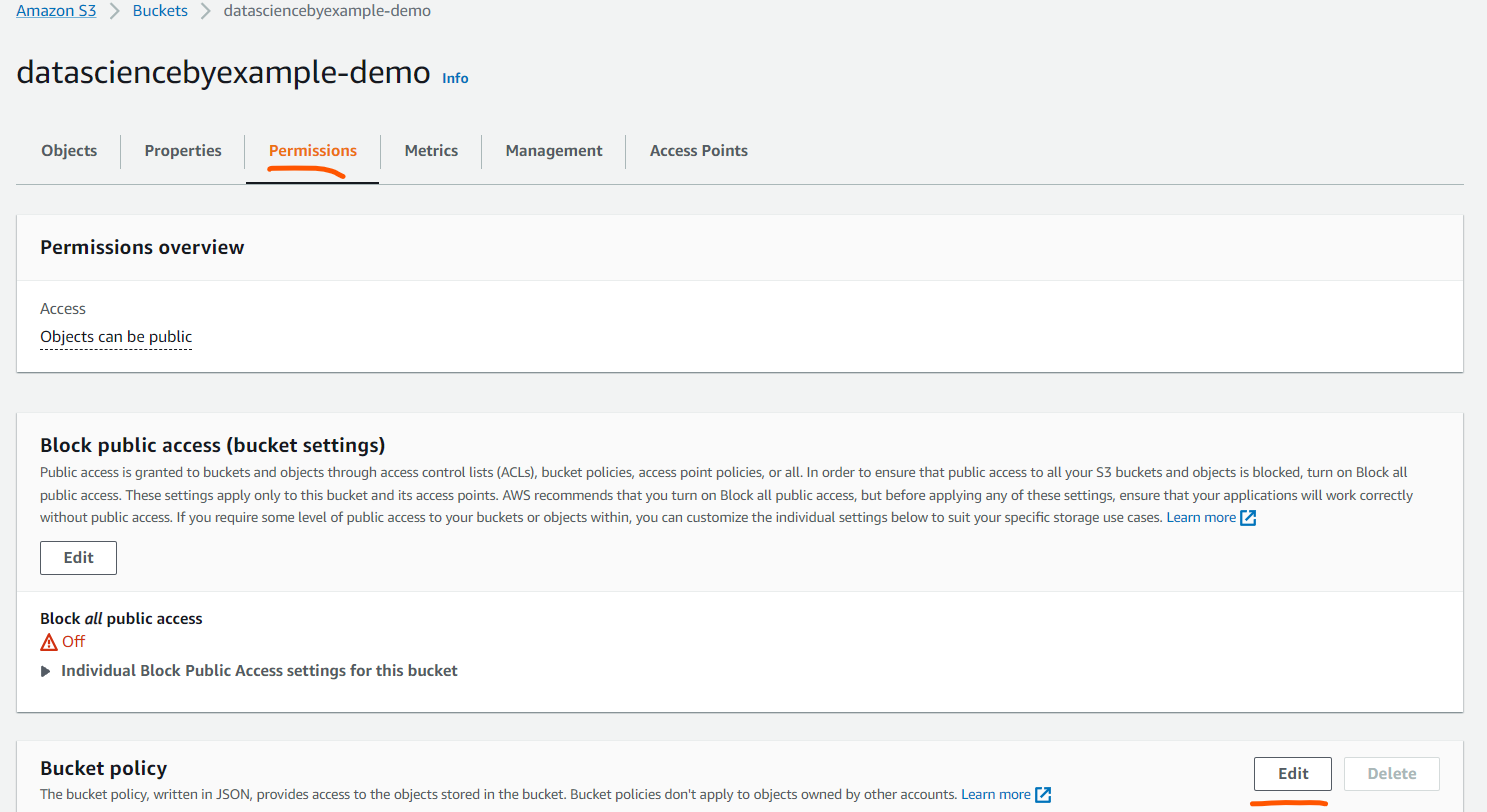 Amazon S3 > Buckets > datasciencebyexample-demo
datasciencebyexample-demo Info
Objects Properties Permissions Metrics Management Access Points
Permissions overview
Access
Objects can be public
Block public access (bucket settings)
Public access is granted to buckets and objects through access control lists (ACLs), bucket policies, access point policies, or all. In order to ensure that public access to all your S3 buckets and objects is blocked, turn on Block all
public access. These settings apply only to this bucket and its access points. AWS recommends that you turn on Block all public access, but before applying any of these settings, ensure that your applications will work correctly
without public access. If you require some level of public access to your buckets or objects within, you can customize the individual settings below to suit your specific storage use cases. Learn more
Edit
Block all public access
Off
Individual Block Public Access settings for this bucket
Bucket policy Edit Delete
The bucket policy, written in JSON, provides access to the objects stored in the bucket. Bucket policies don't apply to objects owned by other accounts. Learn more